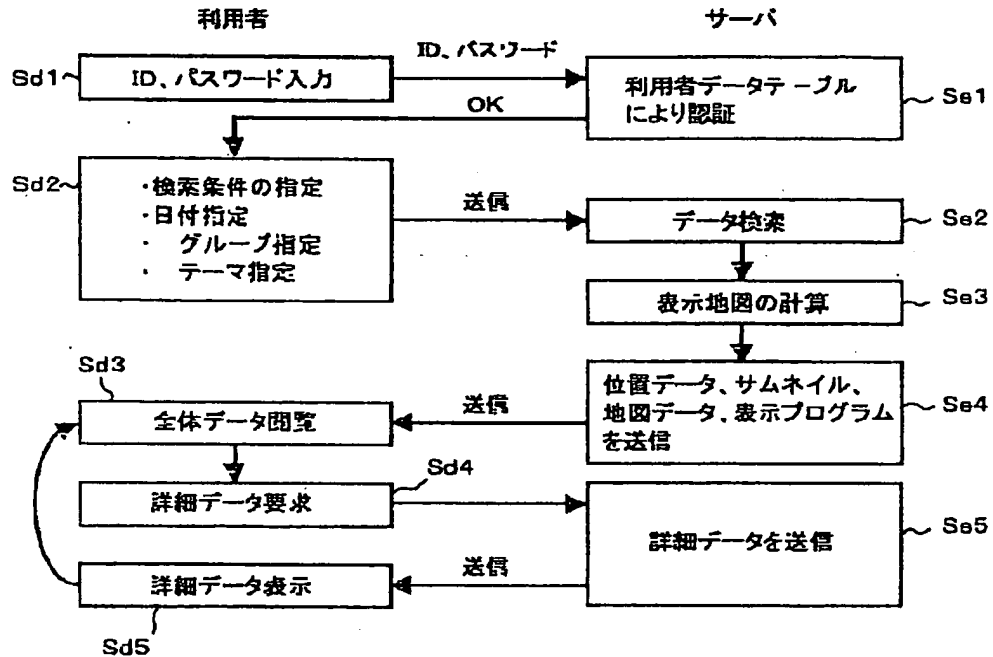 利用者
サーバ
Sd1
ID、パスワード入力
ID、パスワード
利用者データテーブル
により認証
Se1
OK
Sd2
・検索条件の指定
・日付指定
・ グループ指定
・ テーマ指定
送信
データ検索
Se2
表示地図の計算
Se3
Sd3
全体データ閲覧
送信
位置データ、サムネイル、
地図データ、表示プログラム
を送信
Se4
Sd4
詳細データ要求
詳細データを送信
Se5
詳細データ表示
送信
Sd5